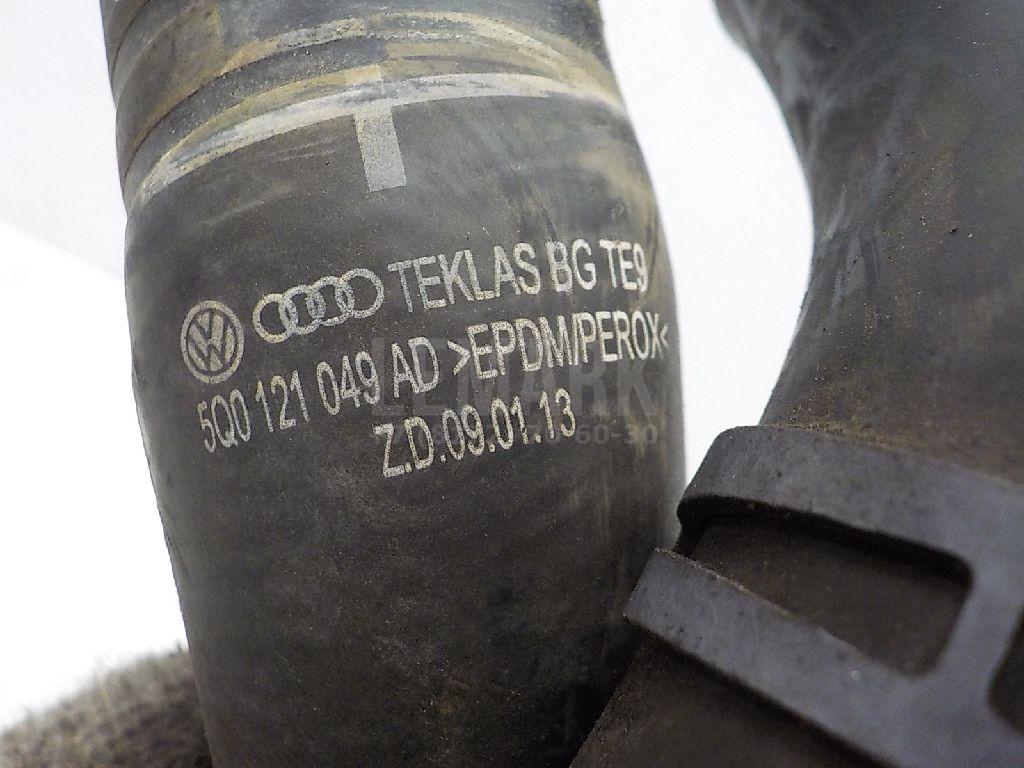 TEKLAS BG TE9
5Q0 121 049 AD >EPDM/PEROX<
Z.D.09.01.13